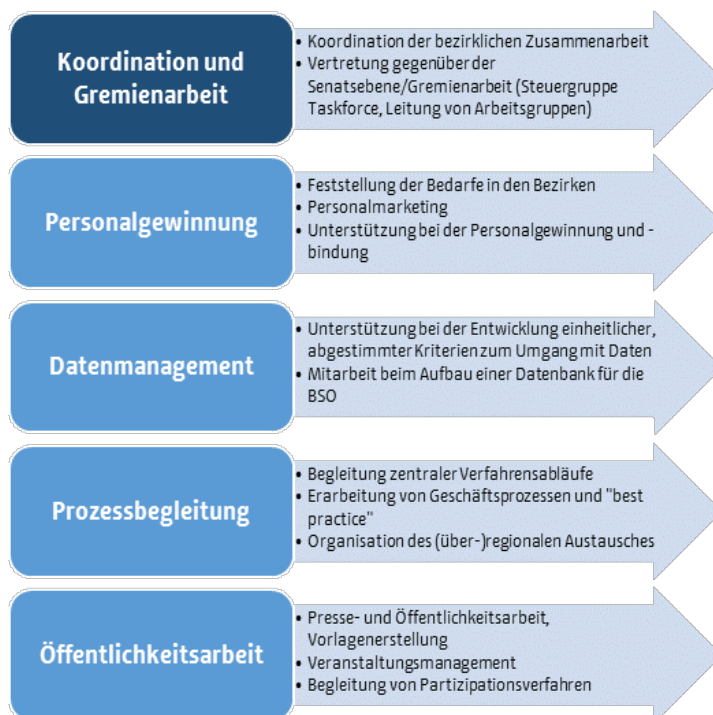 Koordination und
Gremienarbeit
• Koordination der bezirklichen Zusammenarbeit
• Vertretung gegenüber der
Senatsebene/Gremienarbeit (Steuergruppe
Taskforce, Leitung von Arbeitsgruppen)
Personalgewinnung
• Feststellung der Bedarfe in den Bezirken
• Personalmarketing
• Unterstützung bei der Personalgewinnung und -
bindung
Datenmanagement
• Unterstützung bei der Entwicklung einheitlicher,
abgestimmter Kriterien zum Umgang mit Daten
• Mitarbeit beim Aufbau einer Datenbank für die
BSO
Prozessbegleitung
• Begleitung zentraler Verfahrensabläufe
• Erarbeitung von Geschäftsprozessen und "best
practice"
• Organisation des (über-)regionalen Austausches
Öffentlichkeitsarbeit
• Presse- und Öffentlichkeitsarbeit,
Vorlagenerstellung
• Veranstaltungsmanagement
• Begleitung von Partizipationsverfahren